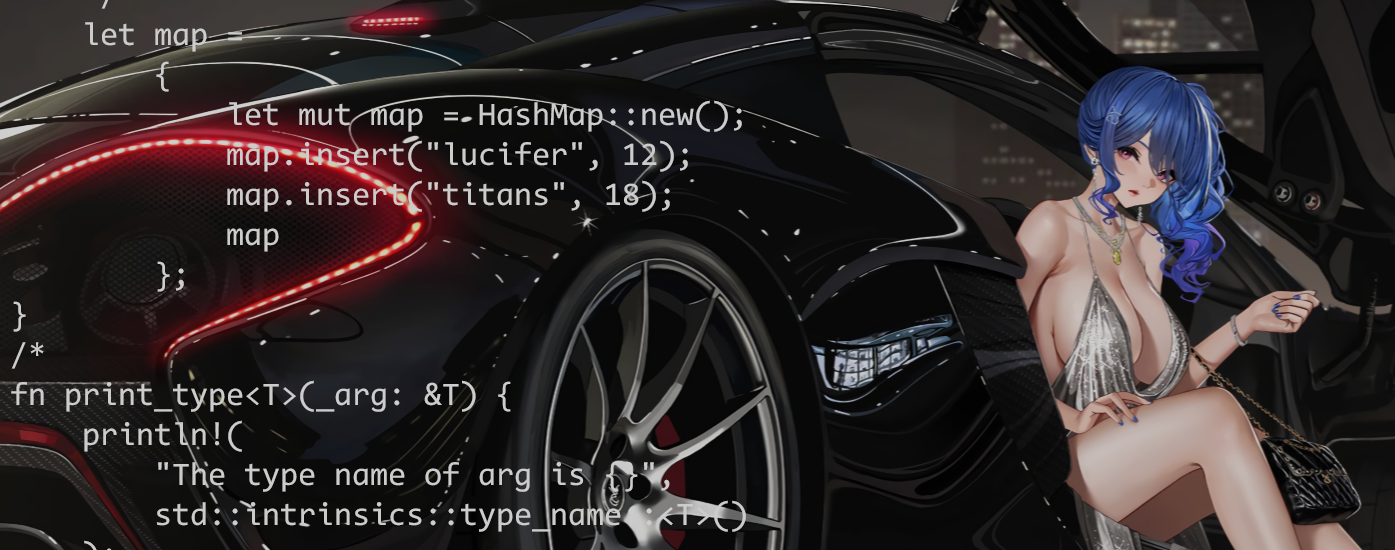 /
let map =
{
let mut map = HashMap::new();
map.insert("lucifer", 12);
map.insert("titans", 18);
map
};
}
/*
fn print_type<T>(_arg: &T) {
println!(
"The type name of arg is {}",
std::intrinsics::type_name::<T>()
);